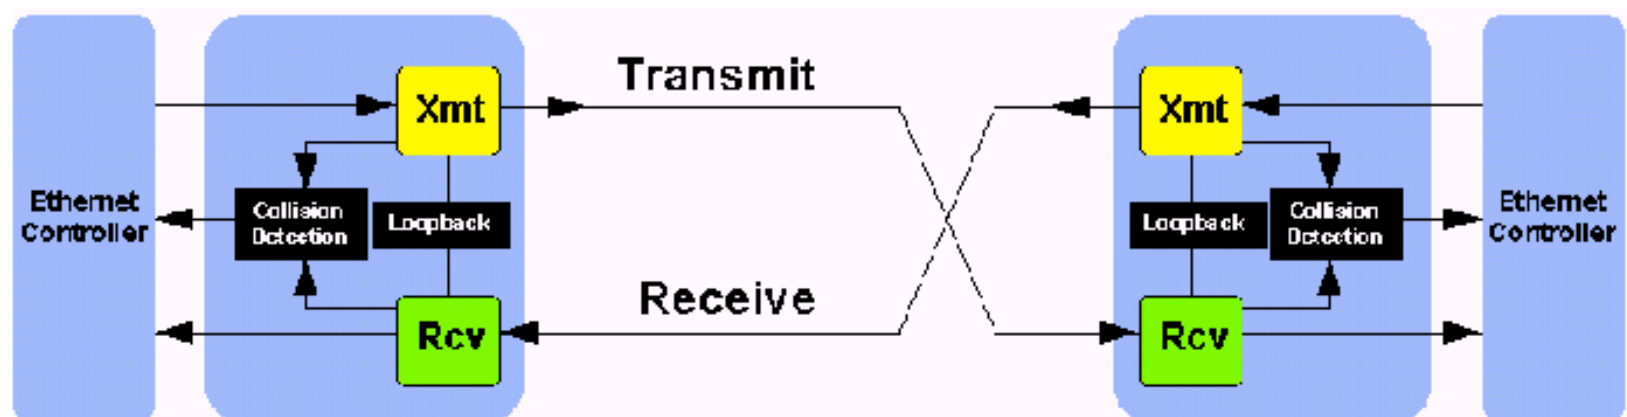 Transmit
Xmt
Xmt
Ethernet
Controller
Collision
Detection
Loopback
Loopback
Collision
Detection
Ethernet
Controller
Receive
Rcv
Rcv